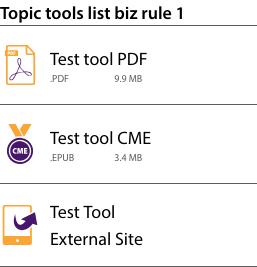 Topic tools list biz rule 1
PDF
Test tool PDF
.PDF 9.9 MB
CME
Test tool CME
.EPUB 3.4 MB
Test Tool
External Site